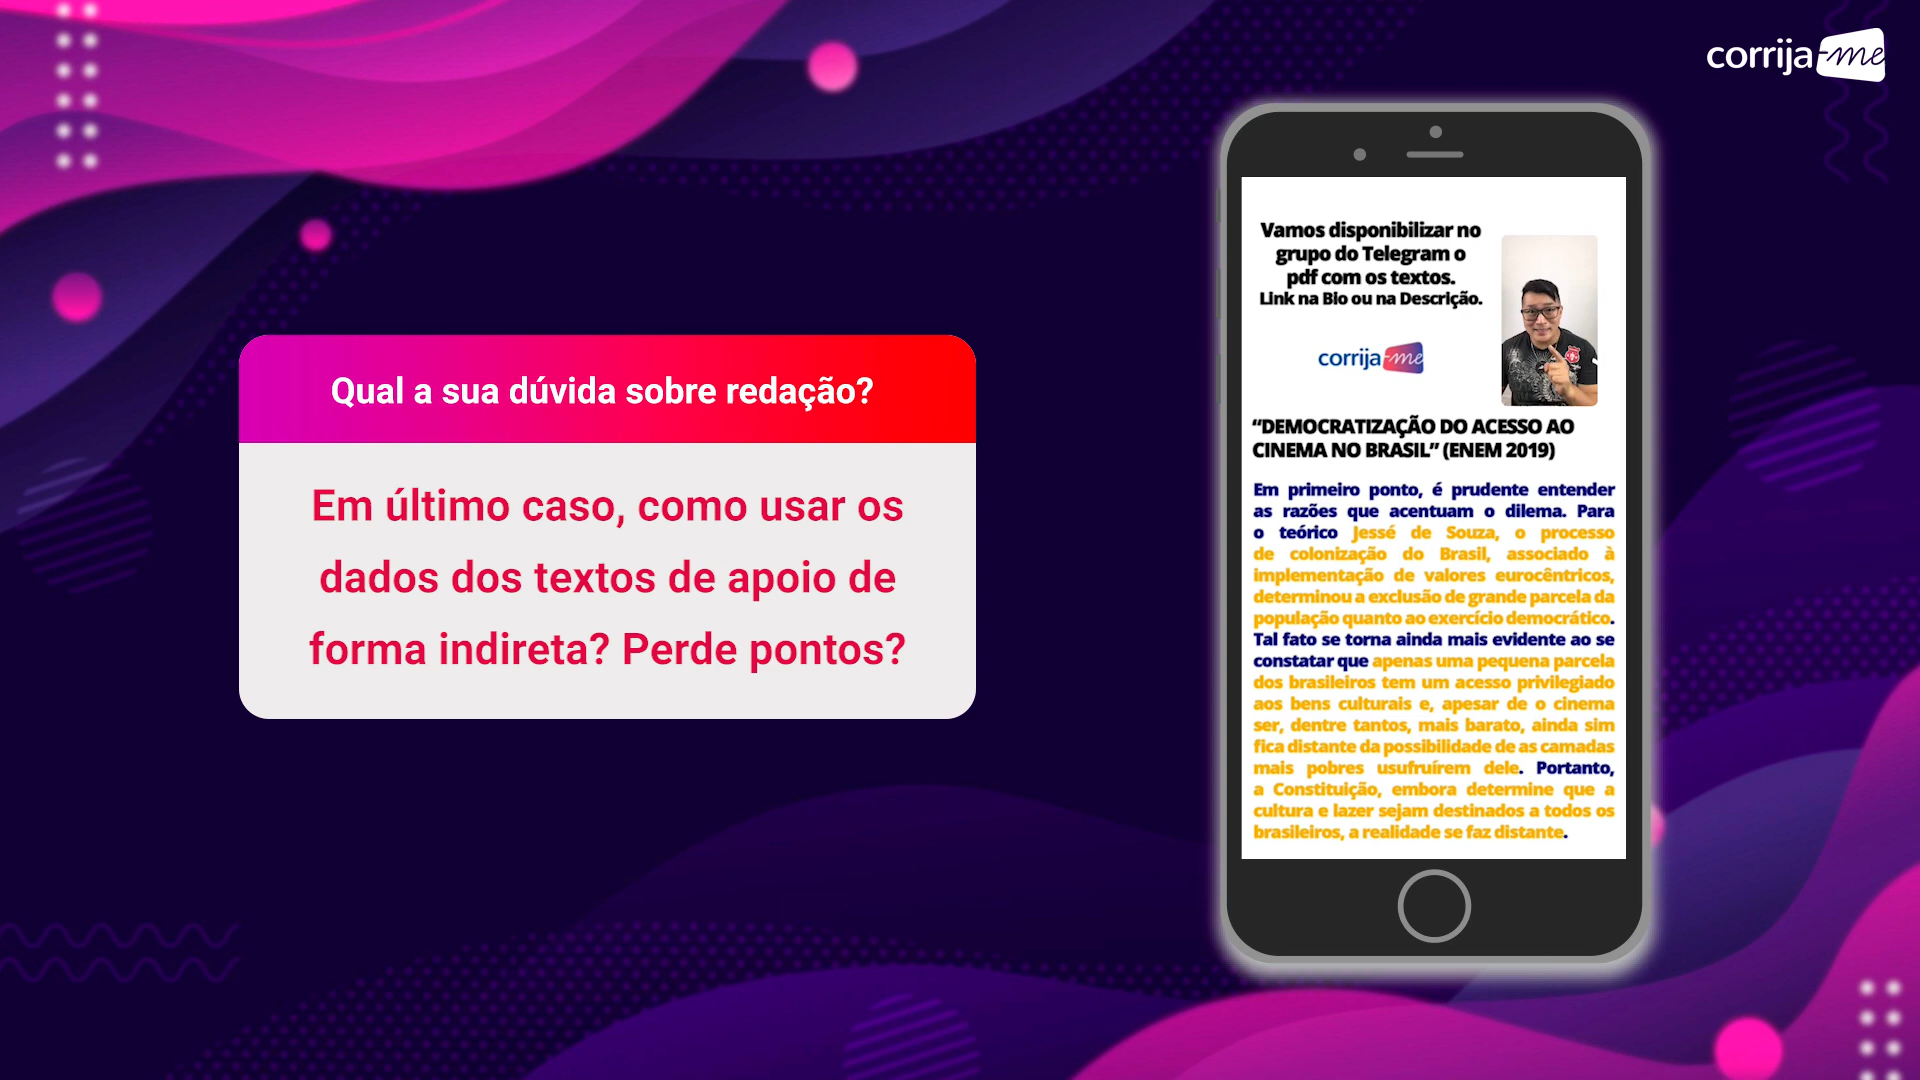 corrija-me
Qual a sua dúvida sobre redação?
Em último caso, como usar os
dados dos textos de apoio de
forma indireta? Perde pontos?
Vamos disponibilizar no
grupo do Telegram o
pdf com os textos.
Link na Bio ou na Descrição.
corrija-me
“DEMOCRATIZAÇÃO DO ACESSO AO
CINEMA NO BRASIL” (ENEM 2019)
Em primeiro ponto, é prudente entender
as razões que acentuam o dilema. Para
o teórico Jessé de Souza, o processo
de colonização do Brasil, associado à
implementação de valores eurocêntricos,
determinou a exclusão de grande parcela da
população quanto ao exercício democrático.
Tal fato se torna ainda mais evidente ao se
constatar que apenas uma pequena parcela
dos brasileiros tem um acesso privilegiado
aos bens culturais e, apesar de o cinema
ser, dentre tantos, mais barato, ainda sim
fica distante da possibilidade de as camadas
mais pobres usufruírem dele. Portanto,
a Constituição, embora determine que a
cultura e lazer sejam destinados a todos os
brasileiros, a realidade se faz distante.